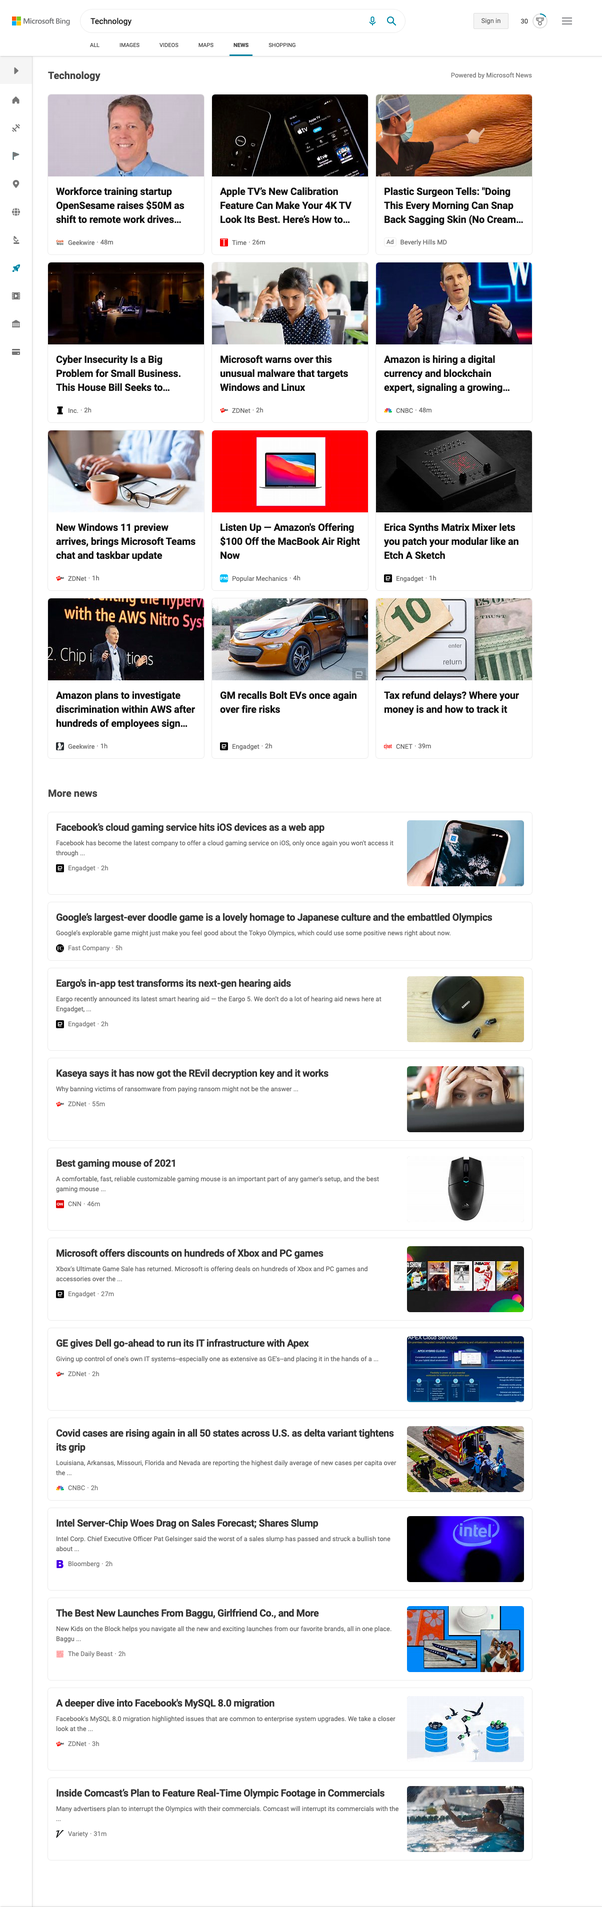 Microsoft Bing
Technology
Sign in
30
ALL
IMAGES
VIDEOS
MAPS
NEWS
SHOPPING
Technology
Powered by Microsoft News
Workforce training startup
OpenSesame raises $50M as
shift to remote work drives...
Geekwire · 48m
Apple TV's New Calibration
Feature Can Make Your 4K TV
Look Its Best. Here's How to...
Time · 26m
Plastic Surgeon Tells: "Doing
This Every Morning Can Snap
Back Sagging Skin (No Cream...
Ad
Beverly Hills MD
Cyber Insecurity Is a Big
Problem for Small Business.
This House Bill Seeks to...
Inc. · 2h
Microsoft warns over this
unusual malware that targets
Windows and Linux
ZDNet · 2h
Amazon is hiring a digital
currency and blockchain
expert, signaling a growing...
CNBC · 48m
New Windows 11 preview
arrives, brings Microsoft Teams
chat and taskbar update
ZDNet · 1h
Listen Up — Amazon's Offering
$100 Off the MacBook Air Right
Now
Popular Mechanics · 4h
Erica Synths Matrix Mixer lets
you patch your modular like an
Etch A Sketch
Engadget · 1h
with the AWS Nitro Sys
2. Chip i
tions
Amazon plans to investigate
discrimination within AWS after
hundreds of employees sign...
Geekwire · 1h
GM recalls Bolt EVs once again
over fire risks
Engadget · 2h
10
enter
return
Tax refund delays? Where your
money is and how to track it
CNET · 39m
More news
Facebook's cloud gaming service hits iOS devices as a web app
Facebook has become the latest company to offer a cloud gaming service on iOS, only once again you won't access it
through ...
Engadget · 2h
Google's largest-ever doodle game is a lovely homage to Japanese culture and the embattled Olympics
Google's explorable game might just make you feel good about the Tokyo Olympics, which could use some positive news right about now.
Fast Company · 5h
Eargo's in-app test transforms its next-gen hearing aids
Eargo recently announced its latest smart hearing aid — the Eargo 5. We don't do a lot of hearing aid news here at
Engadget, ...
Engadget · 2h
Kaseya says it has now got the REvil decryption key and it works
Why banning victims of ransomware from paying ransom might not be the answer ...
ZDNet · 55m
Best gaming mouse of 2021
A comfortable, fast, reliable customizable gaming mouse is an important part of any gamer's setup, and the best
gaming mouse ...
CNN · 46m
Microsoft offers discounts on hundreds of Xbox and PC games
Xbox's Ultimate Game Sale has returned. Microsoft is offering deals on hundreds of Xbox and PC games and
accessories over the ...
Engadget · 27m
GE gives Dell go-ahead to run its IT infrastructure with Apex
Giving up control of one's own IT systems–especially one as extensive as GE's–and placing it in the hands of a ...
ZDNet · 2h
APEX Cloud Services
Covid cases are rising again in all 50 states across U.S. as delta variant tightens
its grip
Louisiana, Arkansas, Missouri, Florida and Nevada are reporting the highest daily average of new cases per capita over
the ...
CNBC · 2h
Intel Server-Chip Woes Drag on Sales Forecast; Shares Slump
Intel Corp. Chief Executive Officer Pat Gelsinger said the worst of a sales slump has passed and struck a bullish tone
about ...
Bloomberg · 2h
intel
The Best New Launches From Baggu, Girlfriend Co., and More
New Kids on the Block helps you navigate all the new and exciting launches from our favorite brands, all in one place.
Baggu ...
The Daily Beast · 2h
A deeper dive into Facebook's MySQL 8.0 migration
Facebook's MySQL 8.0 migration highlighted issues that are common to enterprise system upgrades. We take a closer
look at the ...
ZDNet · 3h
Inside Comcast's Plan to Feature Real-Time Olympic Footage in Commercials
Many advertisers plan to interrupt the Olympics with their commercials. Comcast will interrupt its commercials with the
...
Variety · 31m